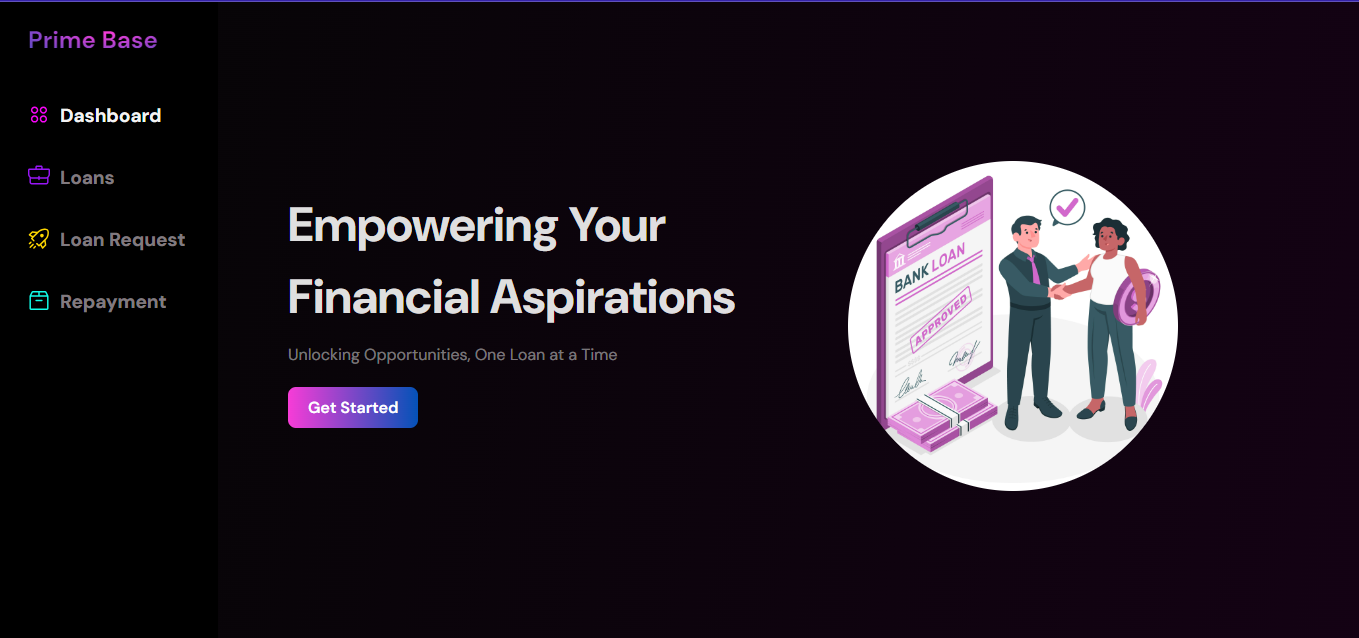 Prime Base
Dashboard
Loans
Loan Request
Repayment
Empowering Your
Financial Aspirations
Unlocking Opportunities, One Loan at a Time
Get Started
BANK LOAN
APPROVED